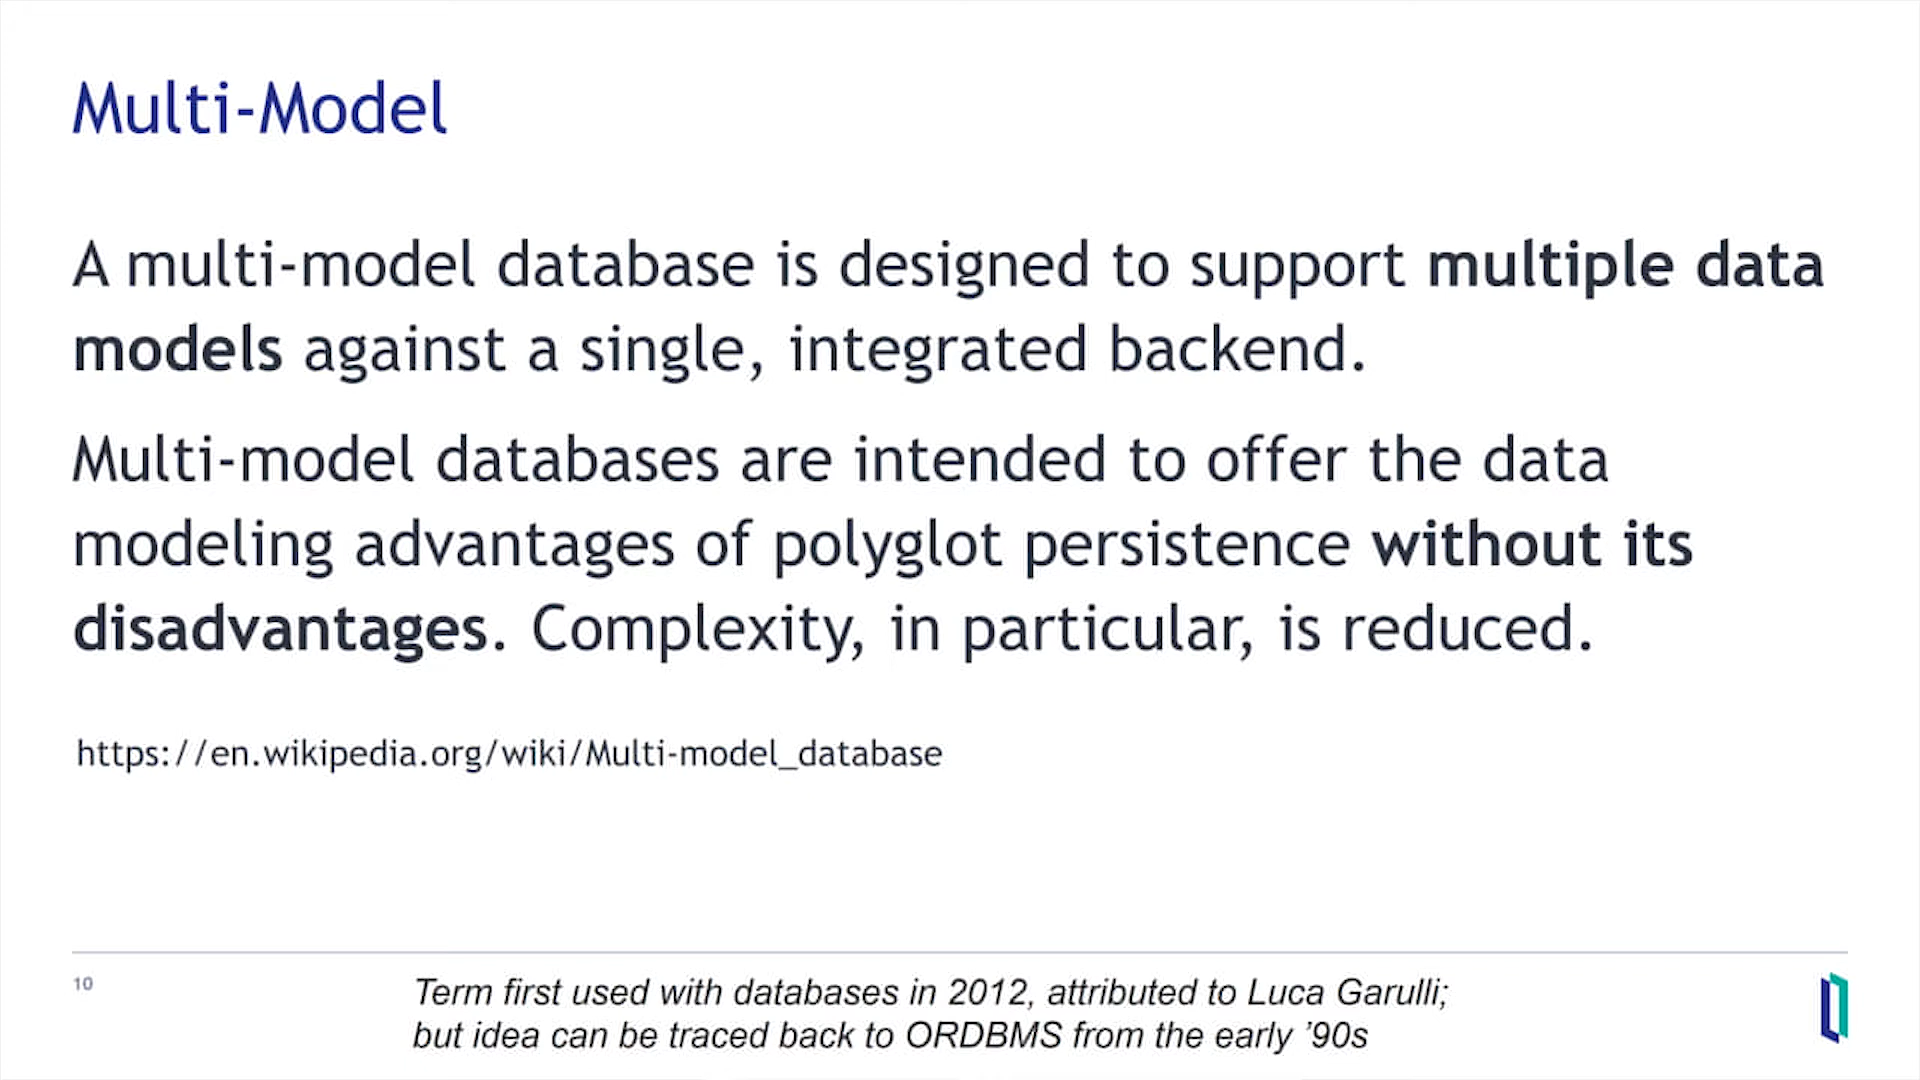 Multi-Model
A multi-model database is designed to support multiple data
models against a single, integrated backend.
Multi-model databases are intended to offer the data
modeling advantages of polyglot persistence without its
disadvantages. Complexity, in particular, is reduced.
https://en.wikipedia.org/wiki/Multi-model_database
10
Term first used with databases in 2012, attributed to Luca Garulli;
but idea can be traced back to ORDBMS from the early ’90s